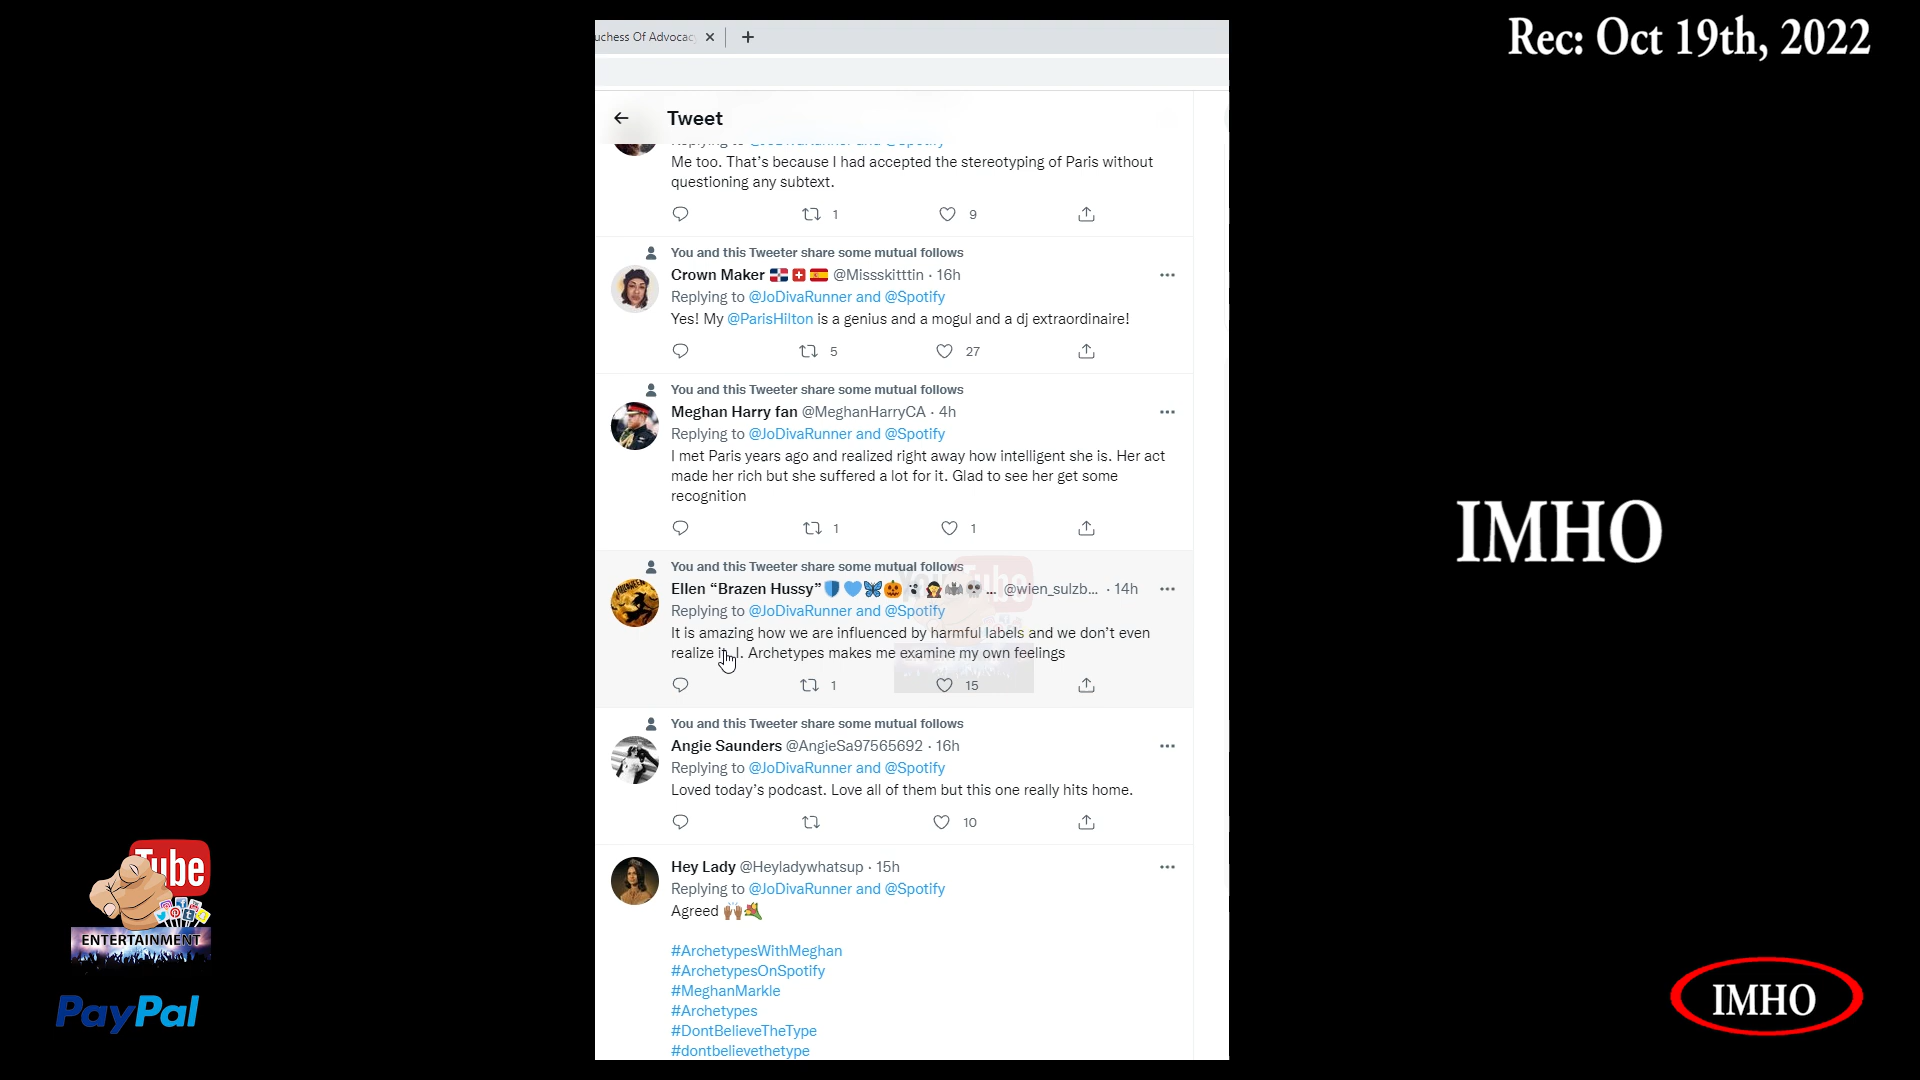 uchess Of Advocac
Rec: Oct 19th, 2022
Tweet
Replying to @JoDivaRunner and @Spotify
Me too. That's because I had accepted the stereotyping of Paris without
questioning any subtext.
1 9
You and this Tweeter share some mutual follows
Crown Maker @Missskitttin · 16h
Replying to @JoDivaRunner and @Spotify
Yes! My @ParisHilton is a genius and a mogul and a dj extraordinaire!
5 27
You and this Tweeter share some mutual follows
Meghan Harry fan @MeghanHarryCA · 4h
Replying to @JoDivaRunner and @Spotify
I met Paris years ago and realized right away how intelligent she is. Her act
made her rich but she suffered a lot for it. Glad to see her get some
recognition
1 1
IMHO
You and this Tweeter share some mutual follows
Ellen “Brazen Hussy” ... @wien_sulzb... · 14h
Replying to @JoDivaRunner and @Spotify
It is amazing how we are influenced by harmful labels and we don't even
realize it. I. Archetypes makes me examine my own feelings
1 15
You and this Tweeter share some mutual follows
Angie Saunders @AngieSa97565692 · 16h
Replying to @JoDivaRunner and @Spotify
Loved today's podcast. Love all of them but this one really hits home.
10
Hey Lady @Heyladywhatsup · 15h
Replying to @JoDivaRunner and @Spotify
Agreed
#ArchetypesWithMeghan
#ArchetypesOnSpotify
#MeghanMarkle
#Archetypes
#DontBelieveTheType
#dontbelievethetype
Tube
ENTERTAINMENT
PayPal
IMHO